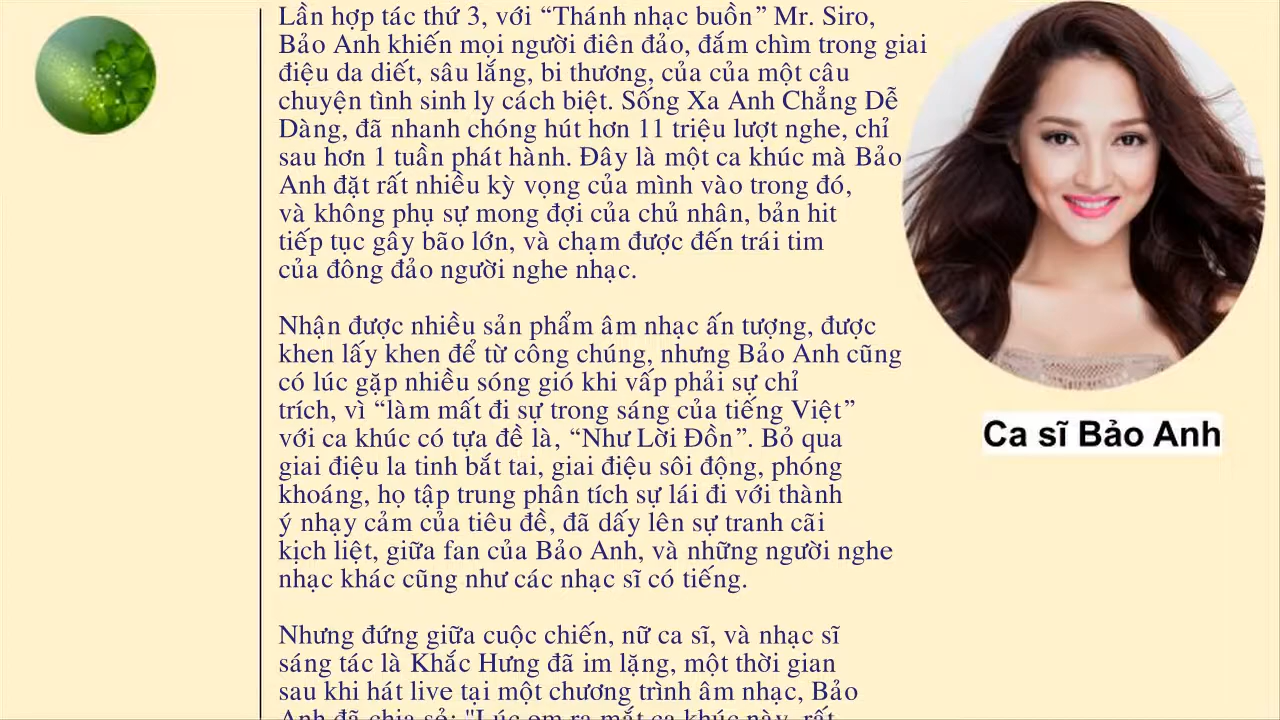 Lần hợp tác thứ 3, với “Thánh nhạc buồn” Mr. Siro,
Bảo Anh khiến mọi người điên đảo, đắm chìm trong giai
điệu da diết, sâu lắng, bi thương, của của một câu
chuyện tình sinh ly cách biệt. Sống Xa Anh Chẳng Dễ
Dàng, đã nhanh chóng hút hơn 11 triệu lượt nghe, chỉ
sau hơn 1 tuần phát hành. Đây là một ca khúc mà Bảo
Anh đặt rất nhiều kỳ vọng của mình vào trong đó,
và không phụ sự mong đợi của chủ nhân, bản hit
tiếp tục gây bão lớn, và chạm được đến trái tim
của đông đảo người nghe nhạc.
Nhận được nhiều sản phẩm âm nhạc ấn tượng, được
khen lấy khen để từ công chúng, nhưng Bảo Anh cũng
có lúc gặp nhiều sóng gió khi vấp phải sự chỉ
trích, vì “làm mất đi sự trong sáng của tiếng Việt”
với ca khúc có tựa đề là, “Như Lời Đồn”. Bỏ qua
giai điệu la tinh bắt tai, giai điệu sôi động, phóng
khoáng, họ tập trung phân tích sự lái đi với thành
ý nhạy cảm của tiêu đề, đã dấy lên sự tranh cãi
kịch liệt, giữa fan của Bảo Anh, và những người nghe
nhạc khác cũng như các nhạc sĩ có tiếng.
Nhưng đứng giữa cuộc chiến, nữ ca sĩ, và nhạc sĩ
sáng tác là Khắc Hưng đã im lặng, một thời gian
sau khi hát live tại một chương trình âm nhạc, Bảo
Anh đã chia sẻ: "Lúc em ra mắt ca khúc này, rất
Ca sĩ Bảo Anh